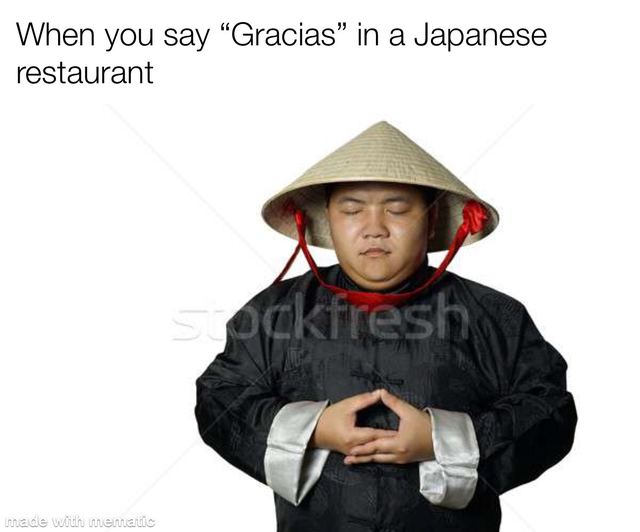 When you say “Gracias” in a Japanese
restaurant
stockfresh
made with mematic